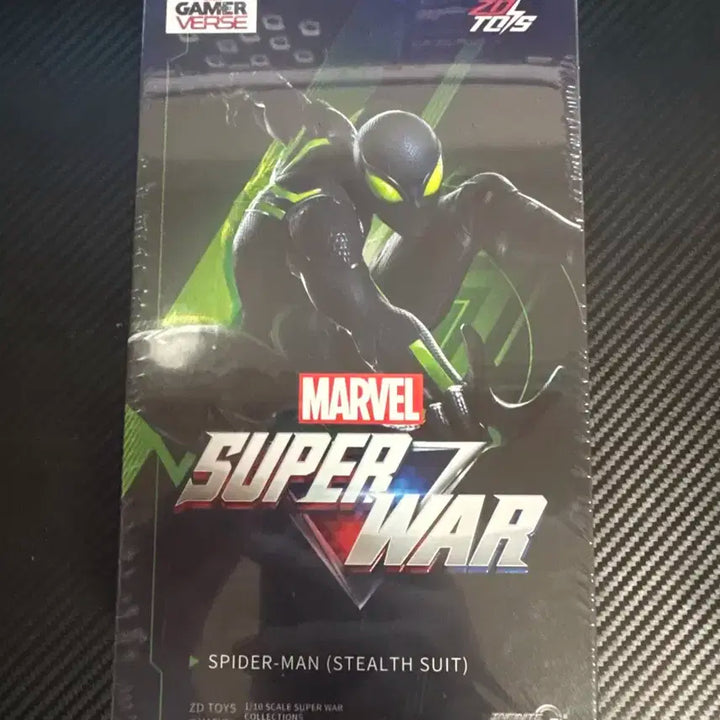 GAMER
VERSE
ZD
TOYS
MARVEL
SUPER
WAR
SPIDER-MAN (STEALTH SUIT)
ZD TOYS
1/10 SCALE SUPER WAR
COLLECTIONS